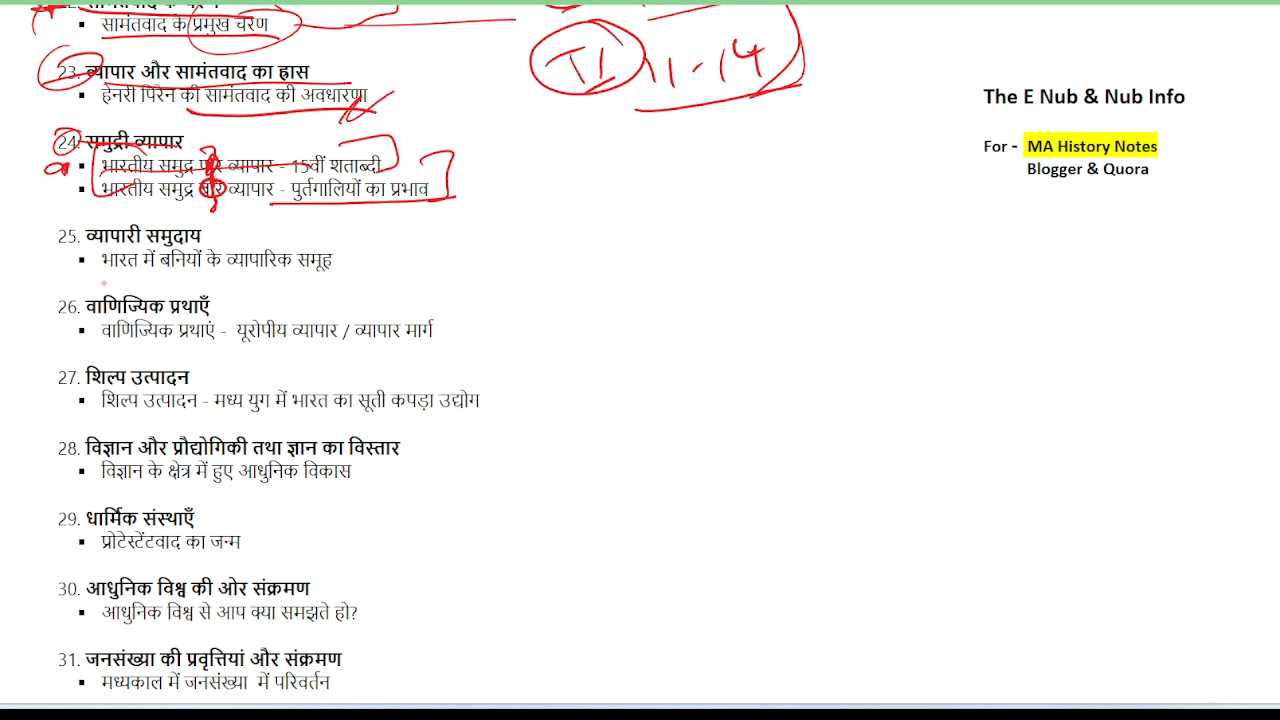 सामंतवाद के प्रमुख चरण
23. व्यापार और सामंतवाद का ह्रास
हेनरी पिरेन की सामंतवाद की अवधारणा
T1 11-14
The E Nub & Nub Info
24. समुद्री व्यापार
For - MA History Notes
भारतीय समुद्र पार व्यापार - 15वीं शताब्दी
Blogger & Quora
भारतीय समुद्र पार व्यापार - पुर्तगालियों का प्रभाव
25. व्यापारी समुदाय
भारत में बनियों के व्यापारिक समूह
26. वाणिज्यिक प्रथाएँ
वाणिज्यिक प्रथाएं - यूरोपीय व्यापार / व्यापार मार्ग
27. शिल्प उत्पादन
शिल्प उत्पादन - मध्य युग में भारत का सूती कपड़ा उद्योग
28. विज्ञान और प्रौद्योगिकी तथा ज्ञान का विस्तार
विज्ञान के क्षेत्र में हुए आधुनिक विकास
29. धार्मिक संस्थाएँ
प्रोटेस्टेंटवाद का जन्म
30. आधुनिक विश्व की ओर संक्रमण
आधुनिक विश्व से आप क्या समझते हो?
31. जनसंख्या की प्रवृत्तियां और संक्रमण
मध्यकाल में जनसंख्या में परिवर्तन